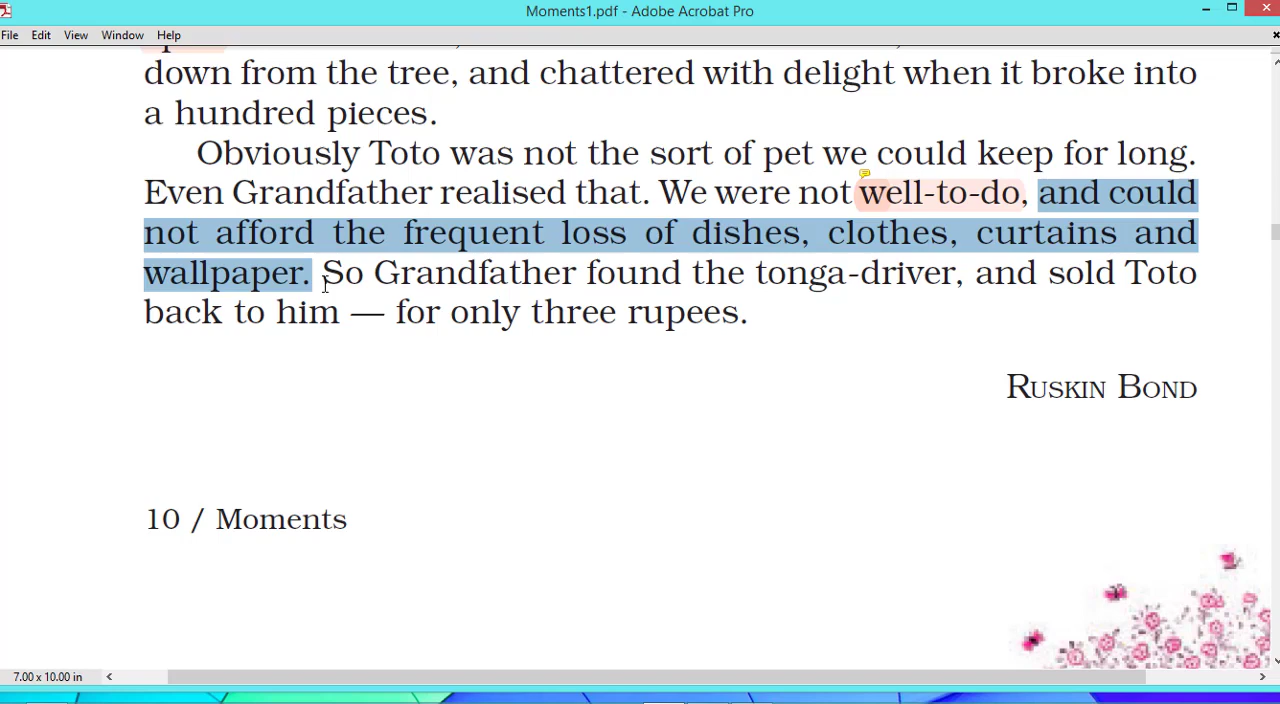 Moments1.pdf - Adobe Acrobat Pro
File Edit View Window Help
down from the tree, and chattered with delight when it broke into
a hundred pieces.
Obviously Toto was not the sort of pet we could keep for long.
Even Grandfather realised that. We were not well-to-do, and could
not afford the frequent loss of dishes, clothes, curtains and
wallpaper. So Grandfather found the tonga-driver, and sold Toto
back to him — for only three rupees.
RUSKIN BOND
10 / Moments
7.00 x 10.00 in